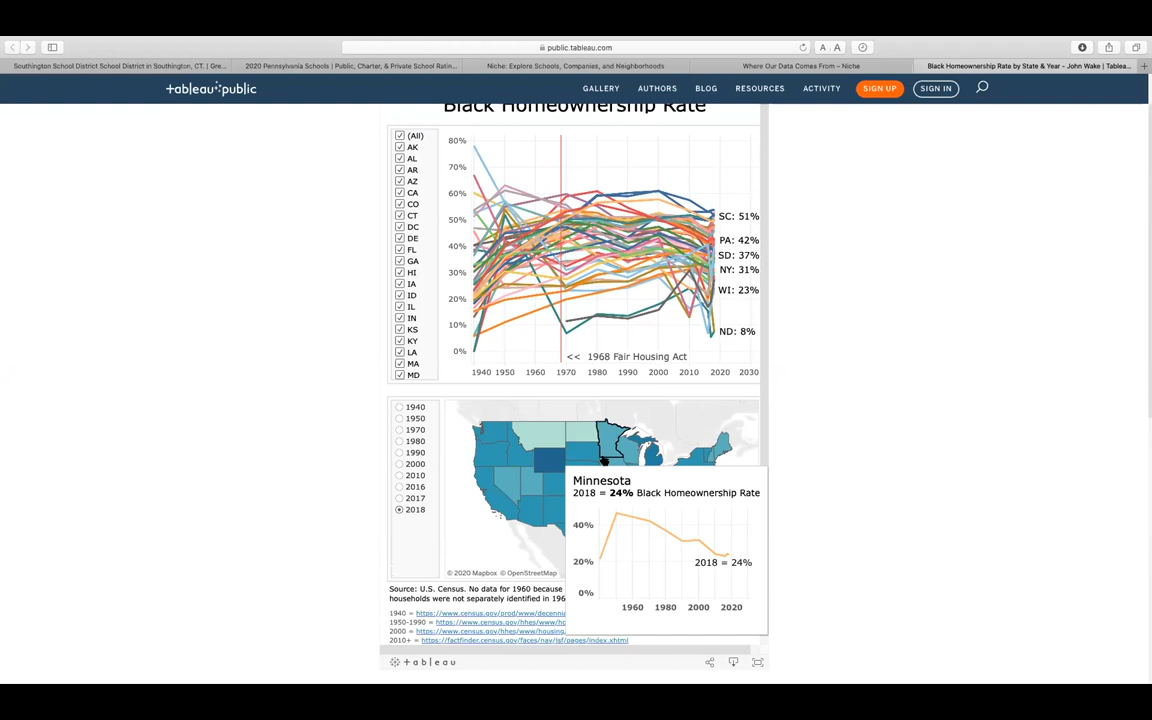 public.tableau.com
A A
Southington School District School District in Southington, CT. | Gre...
2020 Pennsylvania Schools | Public, Charter, & Private School Ratin...
Niche: Explore Schools, Companies, and Neighborhoods
Where Our Data Comes From – Niche
Black Homeownership Rate by State & Year - John Wake | Tablea...
+ableau+public
GALLERY
AUTHORS
BLOG
RESOURCES
ACTIVITY
SIGN UP
SIGN IN
Black Homeownership Rate
(All)
AK
AL
AR
AZ
CA
CO
CT
DC
DE
FL
GA
HI
IA
ID
IL
IN
KS
KY
LA
MA
MD
80%
70%
60%
50%
40%
30%
20%
10%
0%
SC: 51%
PA: 42%
SD: 37%
NY: 31%
WI: 23%
ND: 8%
<< 1968 Fair Housing Act
1940 1950 1960 1970 1980 1990 2000 2010 2020 2030
1940
1950
1970
1980
1990
2000
2010
2016
2017
2018
© 2020 Mapbox © OpenStreetMap
Minnesota
2018 = 24% Black Homeownership Rate
40%
20%
0%
2018 = 24%
1960 1980 2000 2020
Source: U.S. Census. No data for 1960 because
households were not separately identified in 196
1940 = https://www.census.gov/prod/www/decenni
1950-1990 = https://www.census.gov/hhes/www/ho
2000 = https://www.census.gov/hhes/www/housing.
2010+ = https://factfinder.census.gov/faces/nav/jsf/pages/index.xhtml
+ a b l e a u